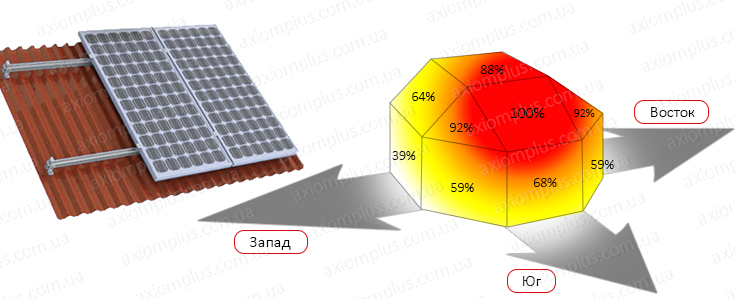 88%
64%
100%
92%
92%
Восток
39%
59%
59%
68%
Запад
Юг
axiomplus.com.ua